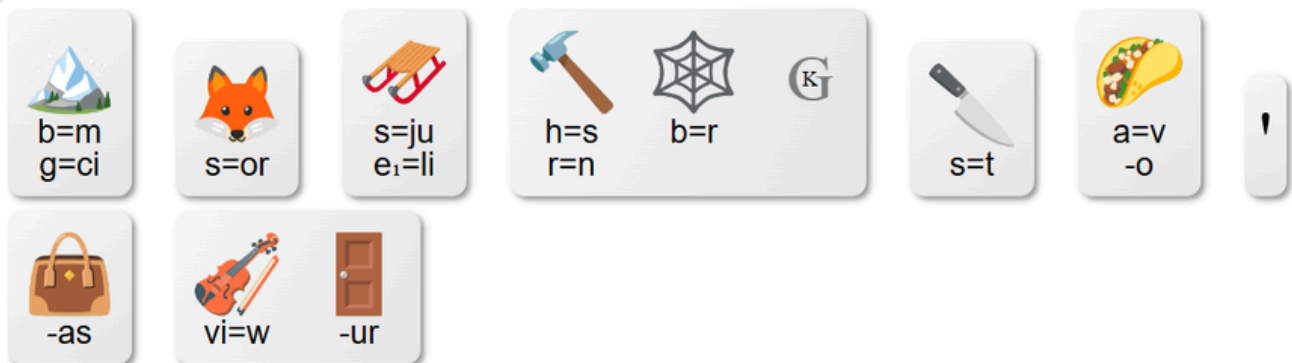 K G
b=m b=r
g=ci s=or s=ju h=s s=t a=v '
e₁=li r=n -o
-as vi=w -ur